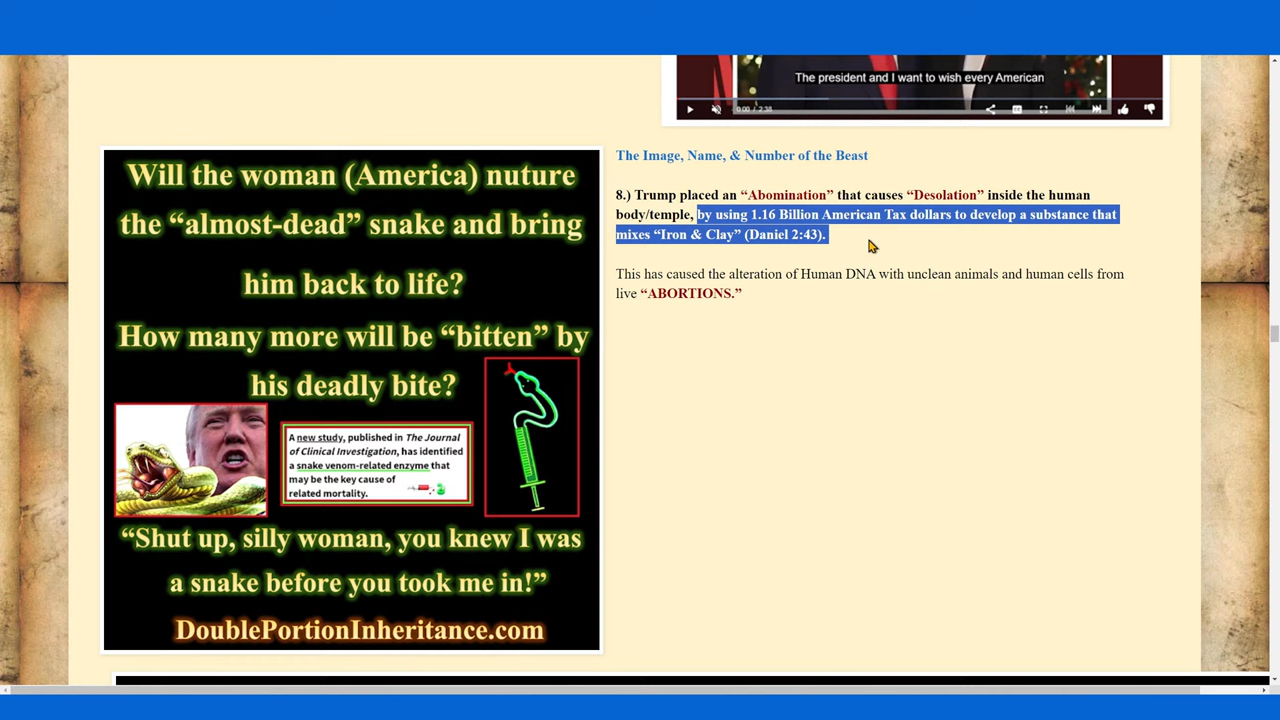 The president and I want to wish every American
0:00 / 2:38
Will the woman (America) nuture
the “almost-dead” snake and bring
him back to life?
How many more will be “bitten” by
his deadly bite?
A new study, published in The Journal
of Clinical Investigation, has identified
a snake venom-related enzyme that
may be the key cause of
related mortality.
“Shut up, silly woman, you knew I was
a snake before you took me in!”
DoublePortionInheritance.com
The Image, Name, & Number of the Beast
8.) Trump placed an “Abomination” that causes “Desolation” inside the human
body/temple, by using 1.16 Billion American Tax dollars to develop a substance that
mixes “Iron & Clay” (Daniel 2:43).
This has caused the alteration of Human DNA with unclean animals and human cells from
live “ABORTIONS.”